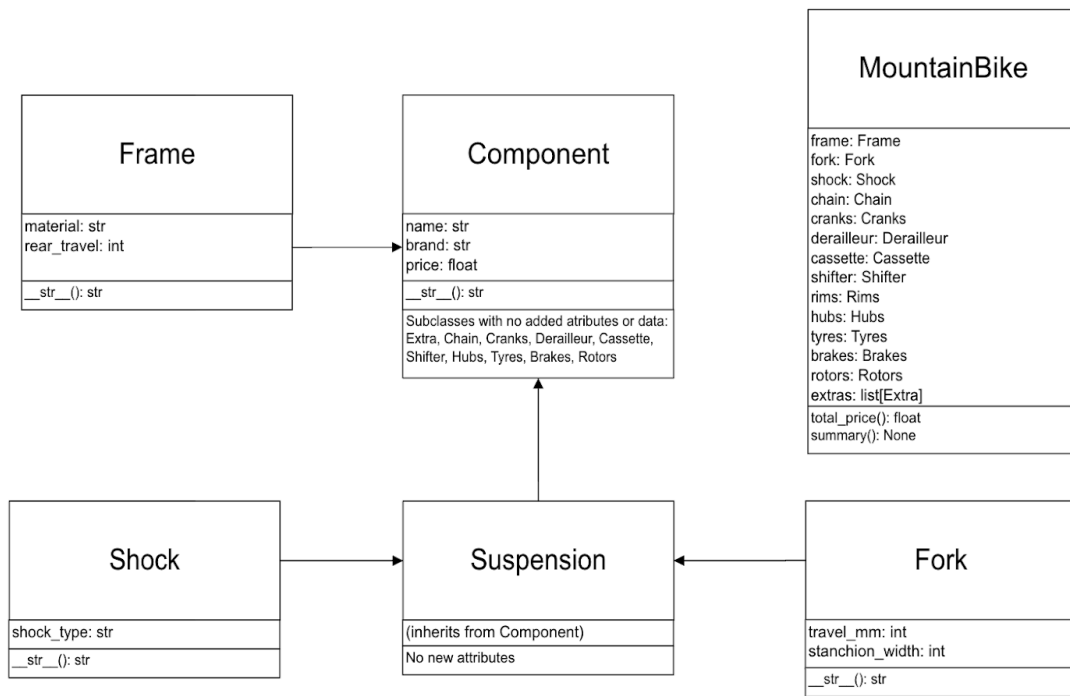 Frame
material: str
rear_travel: int
__str__(): str
Component
name: str
brand: str
price: float
__str__(): str
Subclasses with no added atributes or data:
Extra, Chain, Cranks, Derailleur, Cassette,
Shifter, Hubs, Tyres, Brakes, Rotors
MountainBike
frame: Frame
fork: Fork
shock: Shock
chain: Chain
cranks: Cranks
derailleur: Derailleur
cassette: Cassette
shifter: Shifter
rims: Rims
hubs: Hubs
tyres: Tyres
brakes: Brakes
rotors: Rotors
extras: list[Extra]
total_price(): float
summary(): None
Shock
shock_type: str
__str__(): str
Suspension
(inherits from Component)
No new attributes
Fork
travel_mm: int
stanchion_width: int
__str__(): str